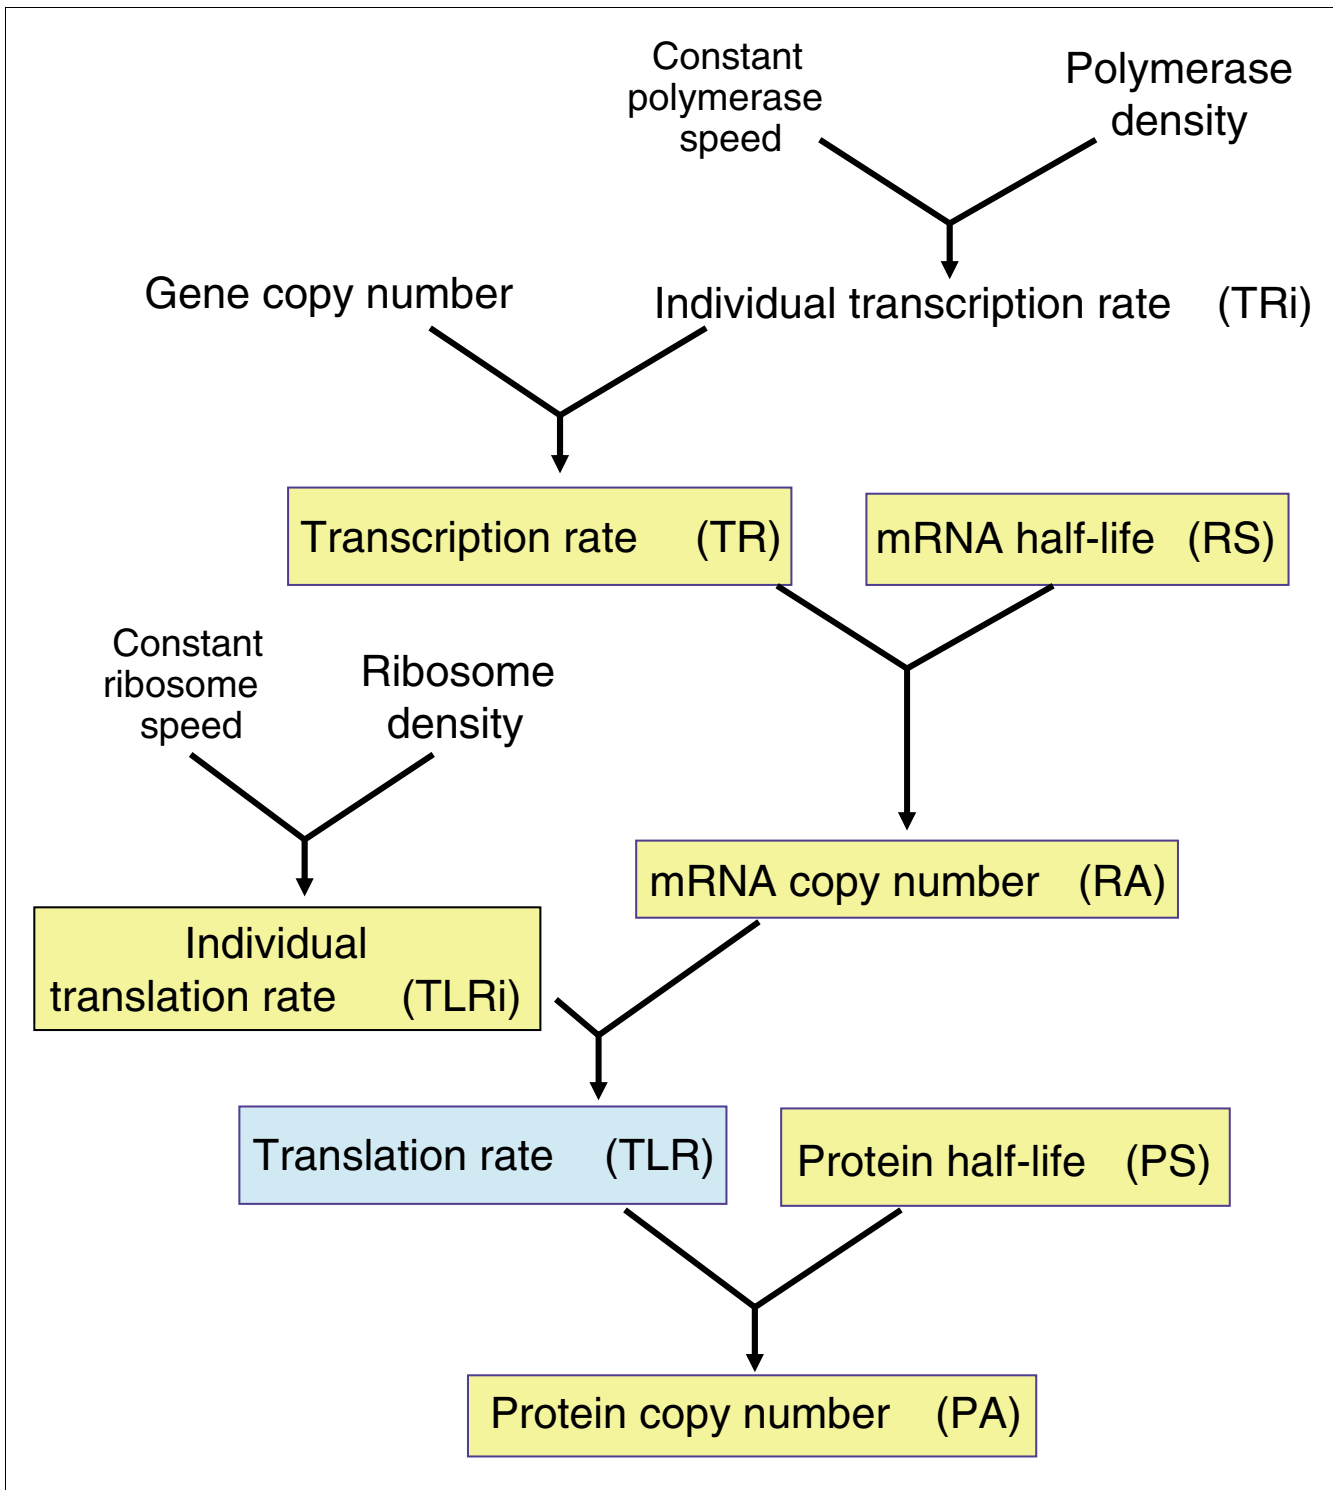 Constant
polymerase
speed
Polymerase
density
Gene copy number
Individual transcription rate (TRi)
Transcription rate (TR)
mRNA half-life (RS)
Constant
ribosome
speed
Ribosome
density
mRNA copy number (RA)
Individual
translation rate (TLRi)
Translation rate (TLR)
Protein half-life (PS)
Protein copy number (PA)